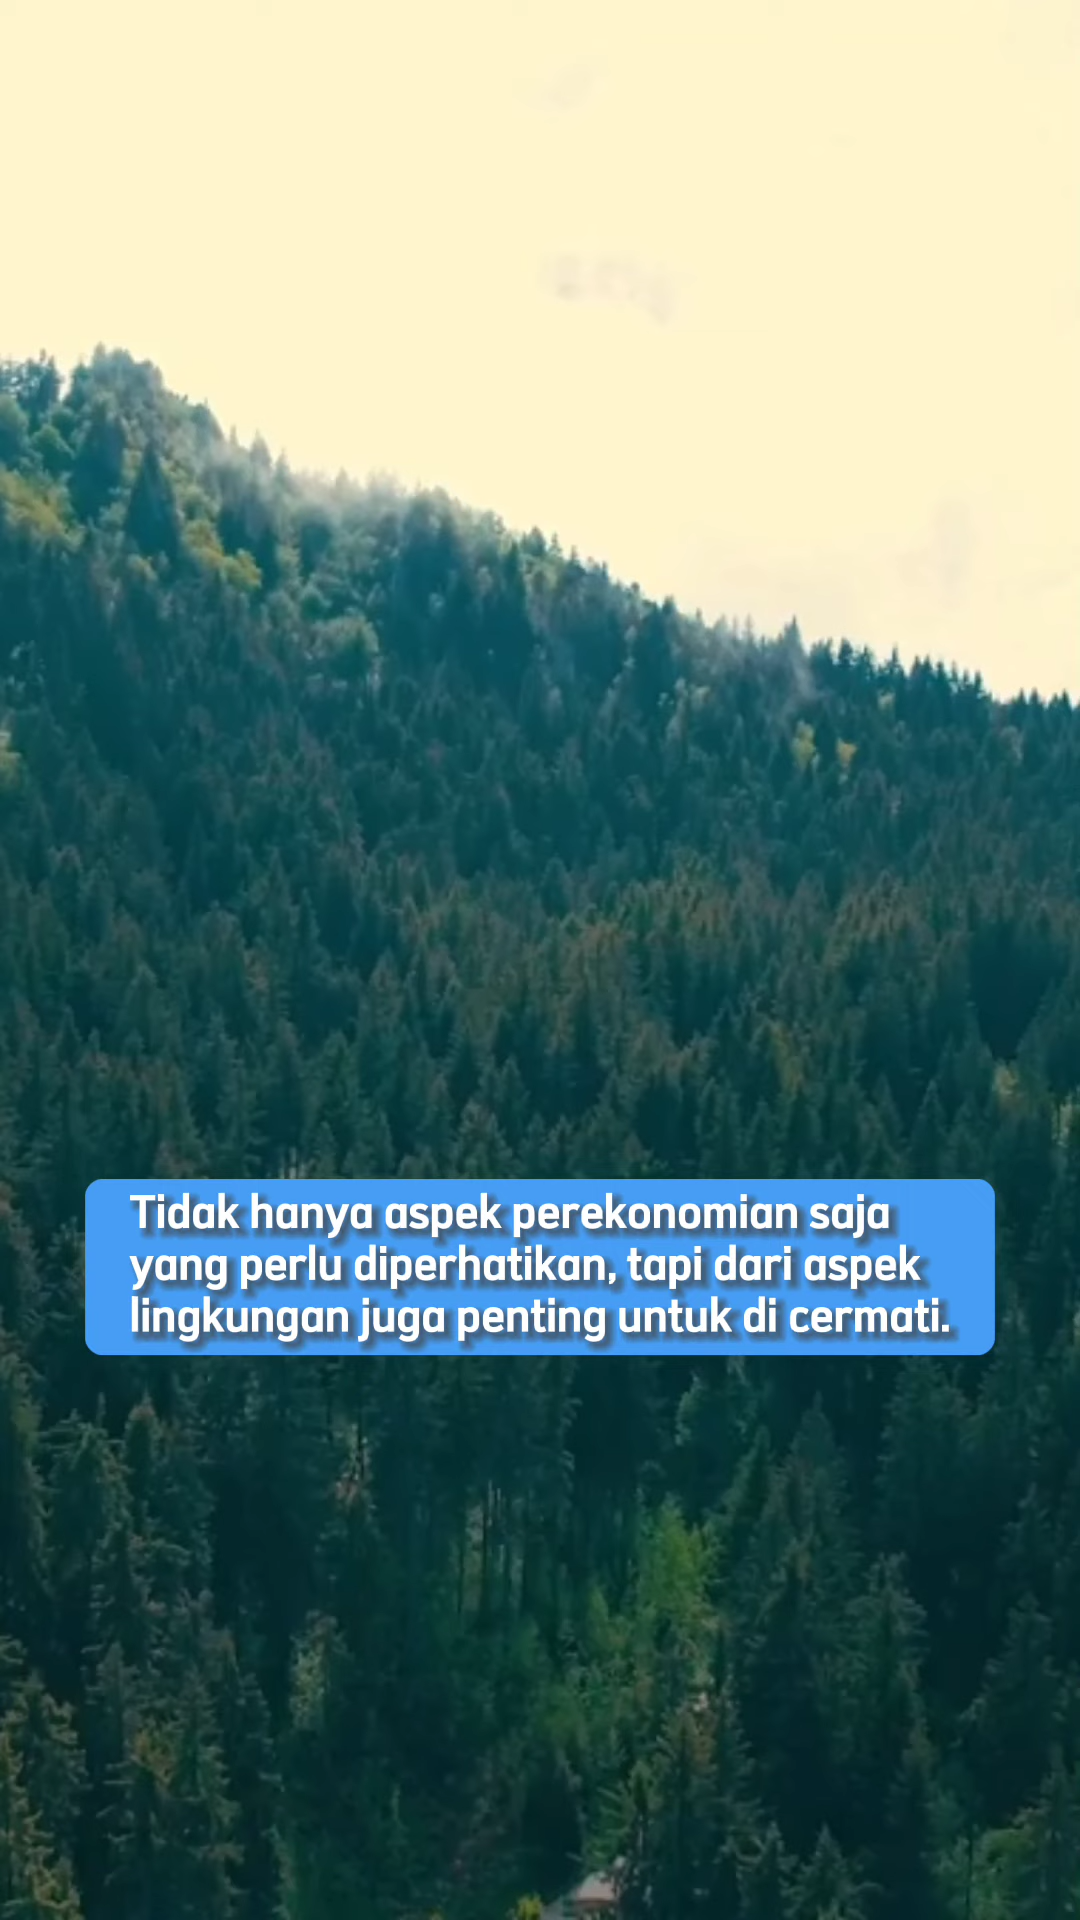 Tidak hanya aspek perekonomian saja
yang perlu diperhatikan, tapi dari aspek
lingkungan juga penting untuk di cermati.